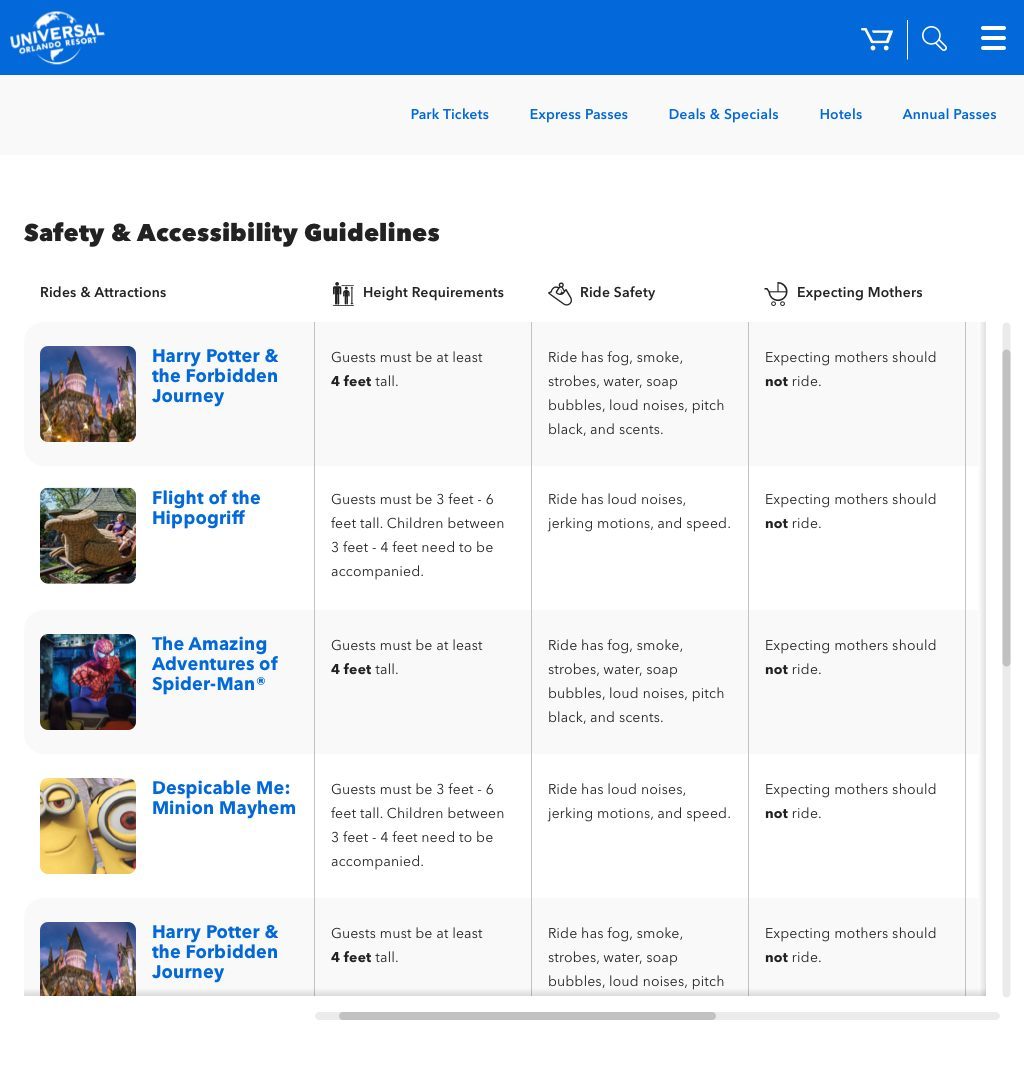 UNIVERSAL
ORLANDO RESORT
Park Tickets Express Passes Deals & Specials Hotels Annual Passes
Safety & Accessibility Guidelines
Rides & Attractions Height Requirements Ride Safety Expecting Mothers
Harry Potter &
the Forbidden
Journey
Guests must be at least
4 feet tall.
Ride has fog, smoke,
strobes, water, soap
bubbles, loud noises, pitch
black, and scents.
Expecting mothers should
not ride.
Flight of the
Hippogriff
Guests must be 3 feet - 6
feet tall. Children between
3 feet - 4 feet need to be
accompanied.
Ride has loud noises,
jerking motions, and speed.
Expecting mothers should
not ride.
The Amazing
Adventures of
Spider-Man®
Guests must be at least
4 feet tall.
Ride has fog, smoke,
strobes, water, soap
bubbles, loud noises, pitch
black, and scents.
Expecting mothers should
not ride.
Despicable Me:
Minion Mayhem
Guests must be 3 feet - 6
feet tall. Children between
3 feet - 4 feet need to be
accompanied.
Ride has loud noises,
jerking motions, and speed.
Expecting mothers should
not ride.
Harry Potter &
the Forbidden
Journey
Guests must be at least
4 feet tall.
Ride has fog, smoke,
strobes, water, soap
bubbles, loud noises, pitch
Expecting mothers should
not ride.